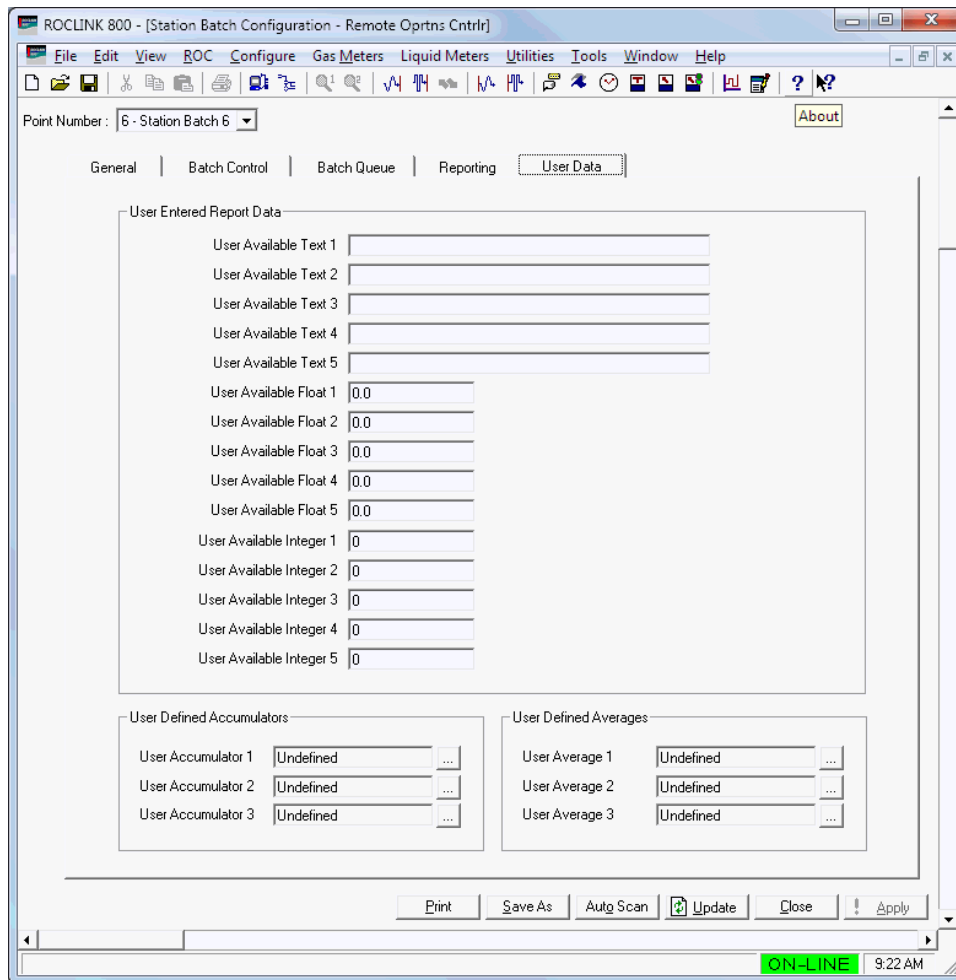 ROCLINK 800 - [Station Batch Configuration - Remote Oprtns Cntrlr]
File Edit View ROC Configure Gas Meters Liquid Meters Utilities Tools Window Help
About
Point Number : 6 - Station Batch 6
General Batch Control Batch Queue Reporting User Data
User Entered Report Data
User Available Text 1
User Available Text 2
User Available Text 3
User Available Text 4
User Available Text 5
User Available Float 1 0.0
User Available Float 2 0.0
User Available Float 3 0.0
User Available Float 4 0.0
User Available Float 5 0.0
User Available Integer 1 0
User Available Integer 2 0
User Available Integer 3 0
User Available Integer 4 0
User Available Integer 5 0
User Defined Accumulators
User Accumulator 1 Undefined ...
User Accumulator 2 Undefined ...
User Accumulator 3 Undefined ...
User Defined Averages
User Average 1 Undefined ...
User Average 2 Undefined ...
User Average 3 Undefined ...
Print Save As Auto Scan Update Close ! Apply
ON-LINE 9:22 AM